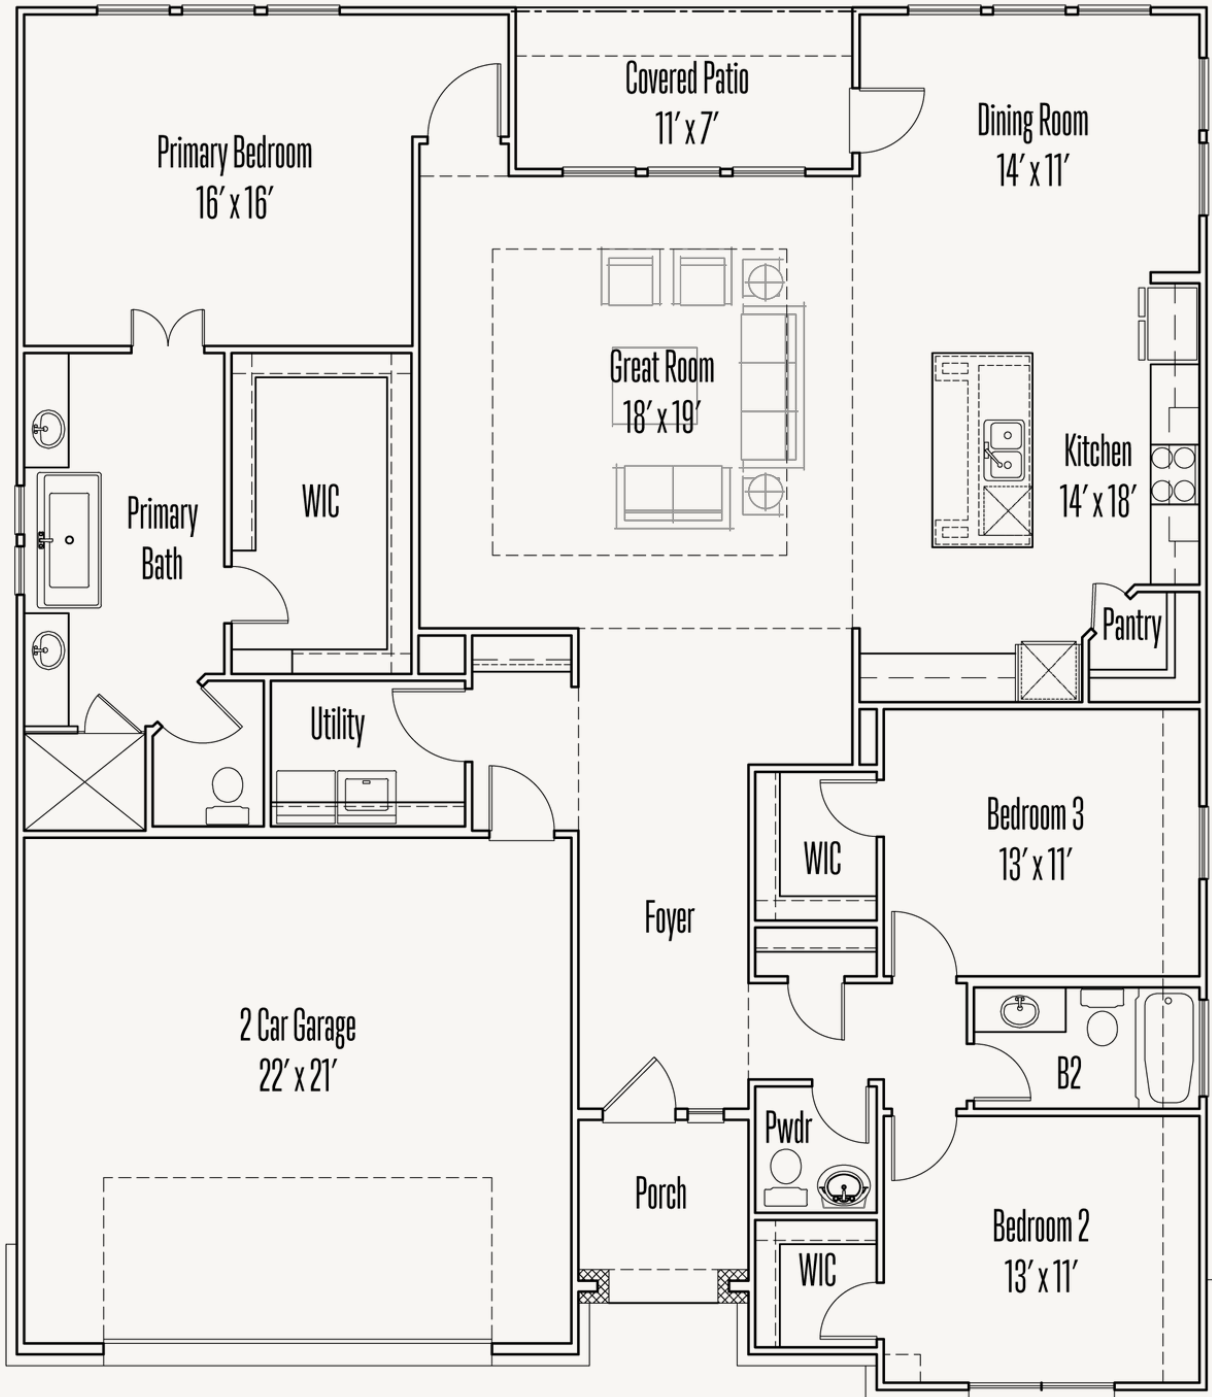 Covered Patio
11' x 7'
Dining Room
14' x 11'
Primary Bedroom
16' x 16'
Great Room
18' x 19'
Kitchen
14' x 18'
WIC
Primary
Bath
Pantry
Utility
Bedroom 3
13' x 11'
WIC
Foyer
2 Car Garage
22' x 21'
B2
Pwdr
Porch
Bedroom 2
13' x 11'
WIC